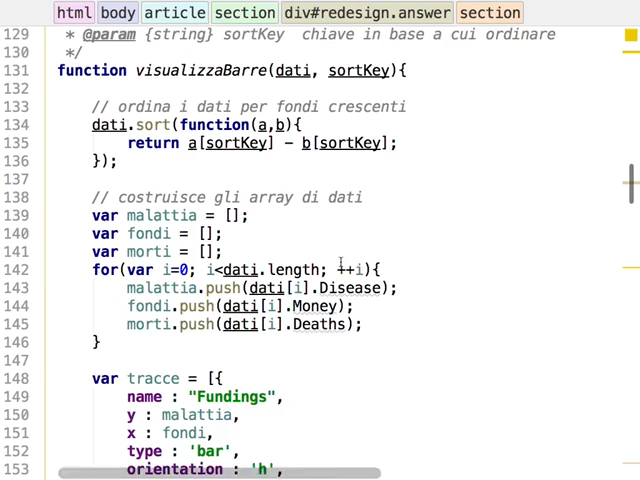 html body article section div#redesign.answer section
129 * @param {string} sortKey chiave in base a cui ordinare
130 */
131 function visualizzaBarre(dati, sortKey){
132
133 // ordina i dati per fondi crescenti
134 dati.sort(function(a,b){
135 return a[sortKey] - b[sortKey];
136 });
137
138 // costruisce gli array di dati
139 var malattia = [];
140 var fondi = [];
141 var morti = [];
142 for(var i=0; i<dati.length; ++i){
143 malattia.push(dati[i].Disease);
144 fondi.push(dati[i].Money);
145 morti.push(dati[i].Deaths);
146 }
147
148 var tracce = [{
149 name : "Fundings",
150 y : malattia,
151 x : fondi,
152 type : 'bar',
153 orientation : 'h',